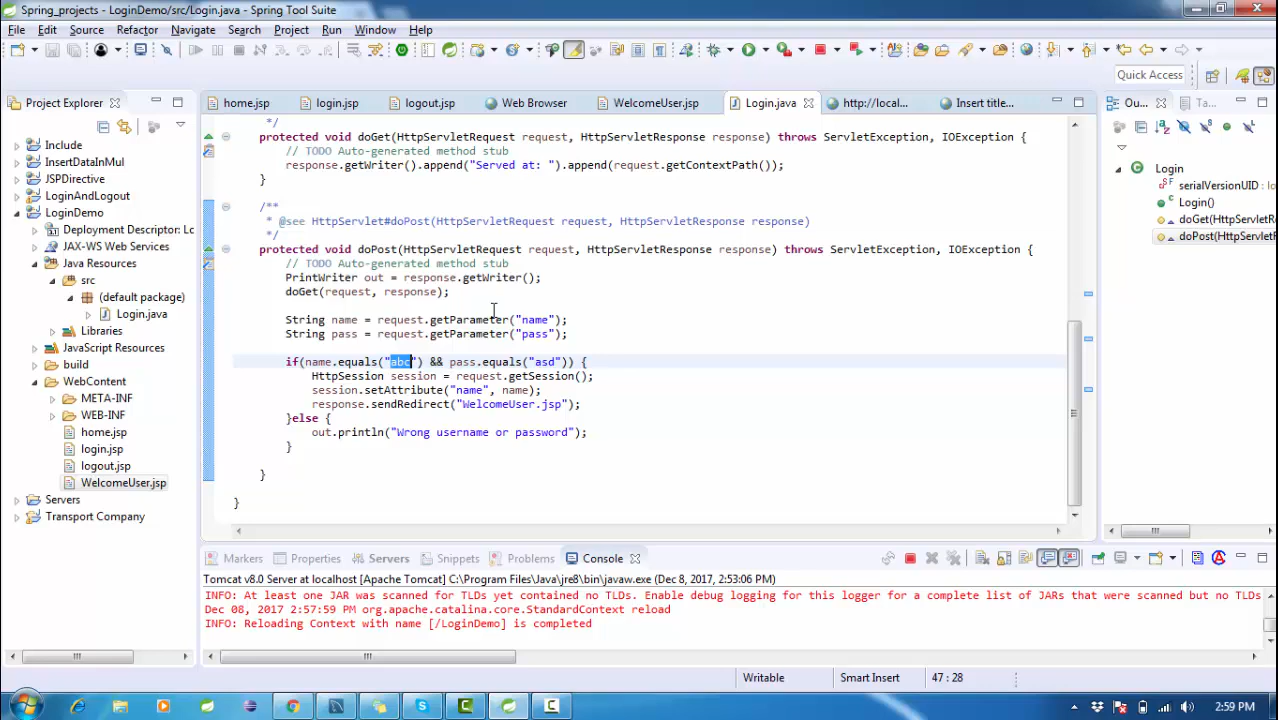 Spring_projects - LoginDemo/src/Login.java - Spring Tool Suite
File Edit Source Refactor Navigate Search Project Run Window Help
Quick Access
Project Explorer
home.jsp login.jsp logout.jsp Web Browser WelcomeUser.jsp Login.java http://local... Insert title... Ou... Ta...
Include
InsertDataInMul
JSPDirective
LoginAndLogout
LoginDemo
Deployment Descriptor: Lc
JAX-WS Web Services
Java Resources
src
(default package)
Login.java
Libraries
JavaScript Resources
build
WebContent
META-INF
WEB-INF
home.jsp
login.jsp
logout.jsp
WelcomeUser.jsp
Servers
Transport Company
*/
protected void doGet(HttpServletRequest request, HttpServletResponse response) throws ServletException, IOException {
// TODO Auto-generated method stub
response.getWriter().append("Served at: ").append(request.getContextPath());
}
/**
* @see HttpServlet#doPost(HttpServletRequest request, HttpServletResponse response)
*/
protected void doPost(HttpServletRequest request, HttpServletResponse response) throws ServletException, IOException {
// TODO Auto-generated method stub
PrintWriter out = response.getWriter();
doGet(request, response);
String name = request.getParameter("name");
String pass = request.getParameter("pass");
if(name.equals("abc") && pass.equals("asd")) {
HttpSession session = request.getSession();
session.setAttribute("name", name);
response.sendRedirect("WelcomeUser.jsp");
}else {
out.println("Wrong username or password");
}
}
}
Login
serialVersionUID : l
Login()
doGet(HttpServletR
doPost(HttpServletR
Markers Properties Servers Snippets Problems Console
Tomcat v8.0 Server at localhost [Apache Tomcat] C:\Program Files\Java\jre8\bin\javaw.exe (Dec 8, 2017, 2:53:06 PM)
INFO: At least one JAR was scanned for TLDs yet contained no TLDs. Enable debug logging for this logger for a complete list of JARs that were scanned but no TLDs
Dec 08, 2017 2:57:59 PM org.apache.catalina.core.StandardContext reload
INFO: Reloading Context with name [/LoginDemo] is completed
Writable Smart Insert 47 : 28
2:59 PM